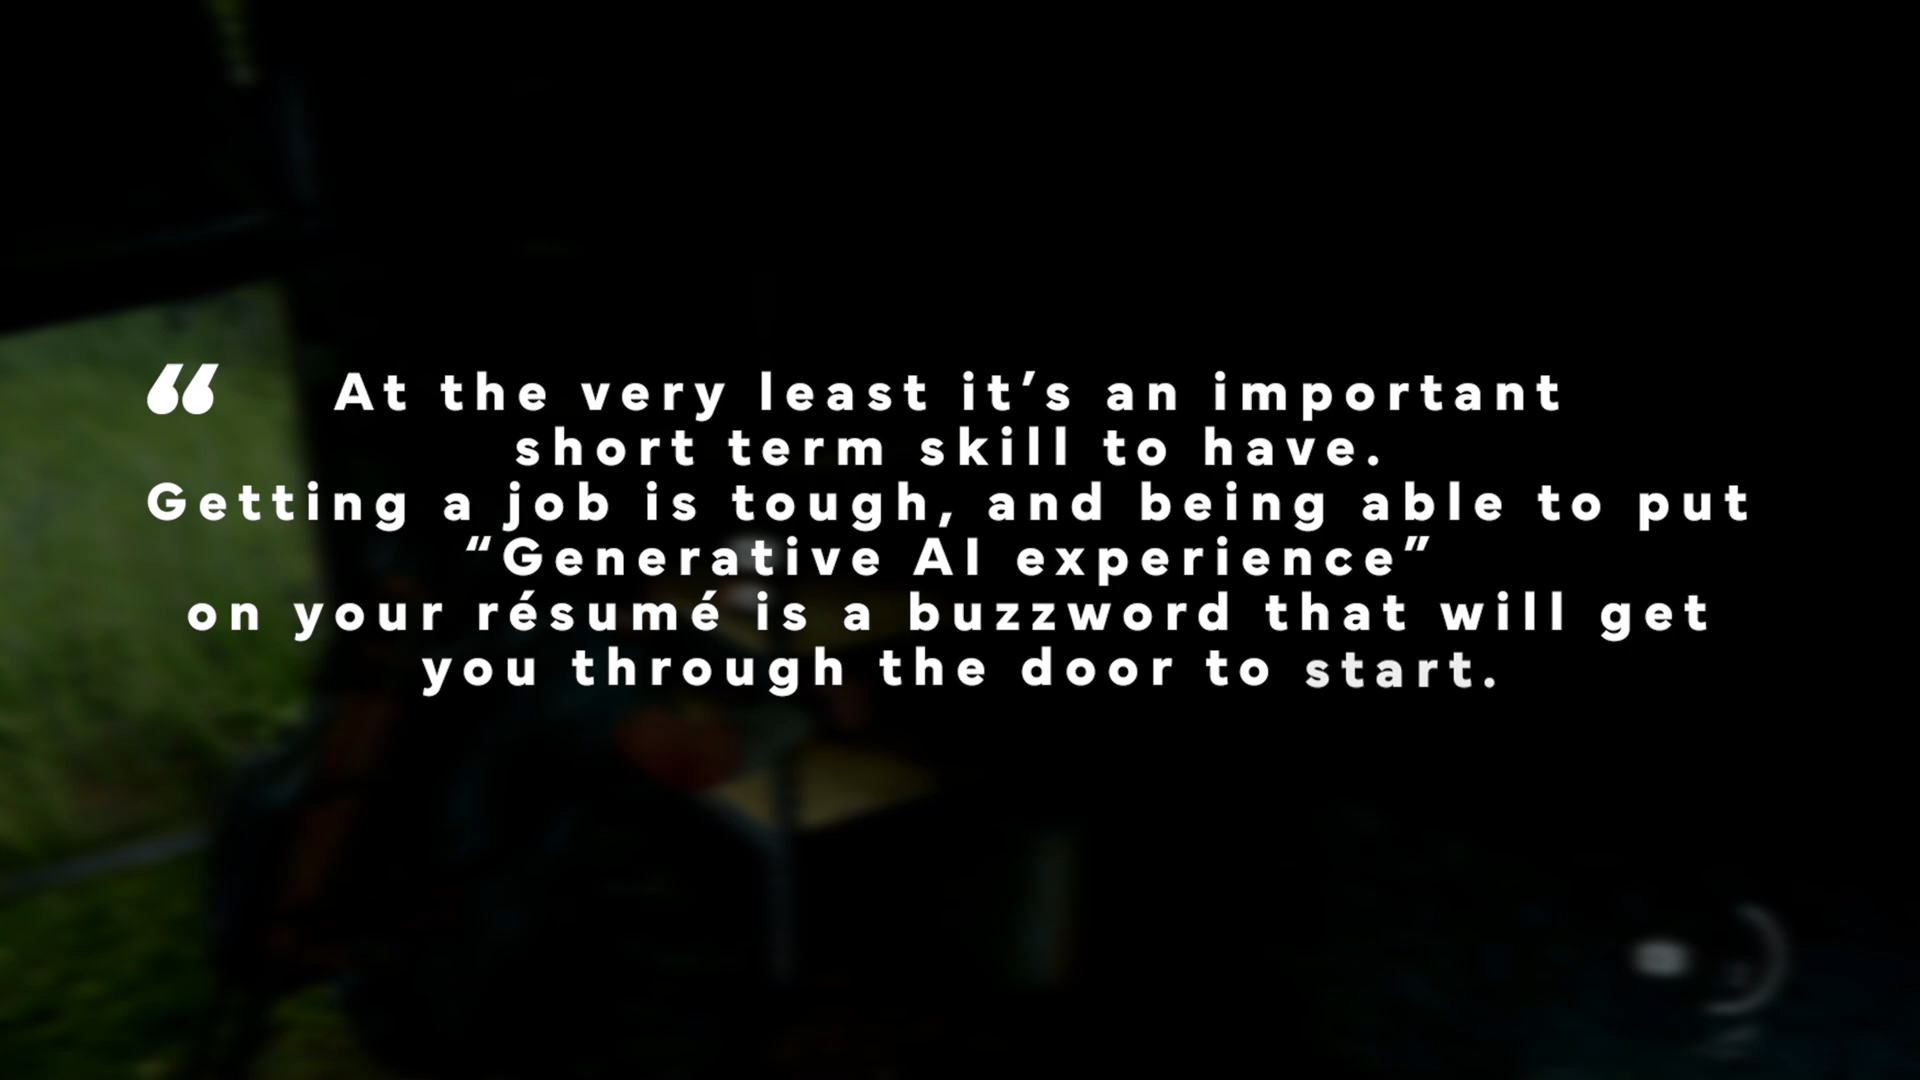 “ At the very least it’s an important
short term skill to have.
Getting a job is tough, and being able to put
“Generative AI experience”
on your résumé is a buzzword that will get
you through the door to start.